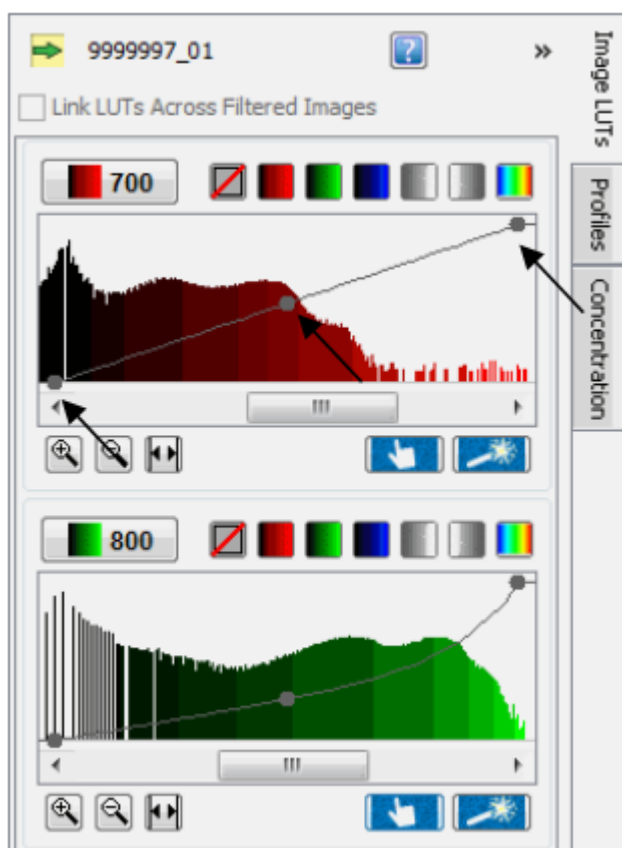 9999997_01
?
»
Link LUTs Across Filtered Images
700
800
Image LUTs
Profiles
Concentration